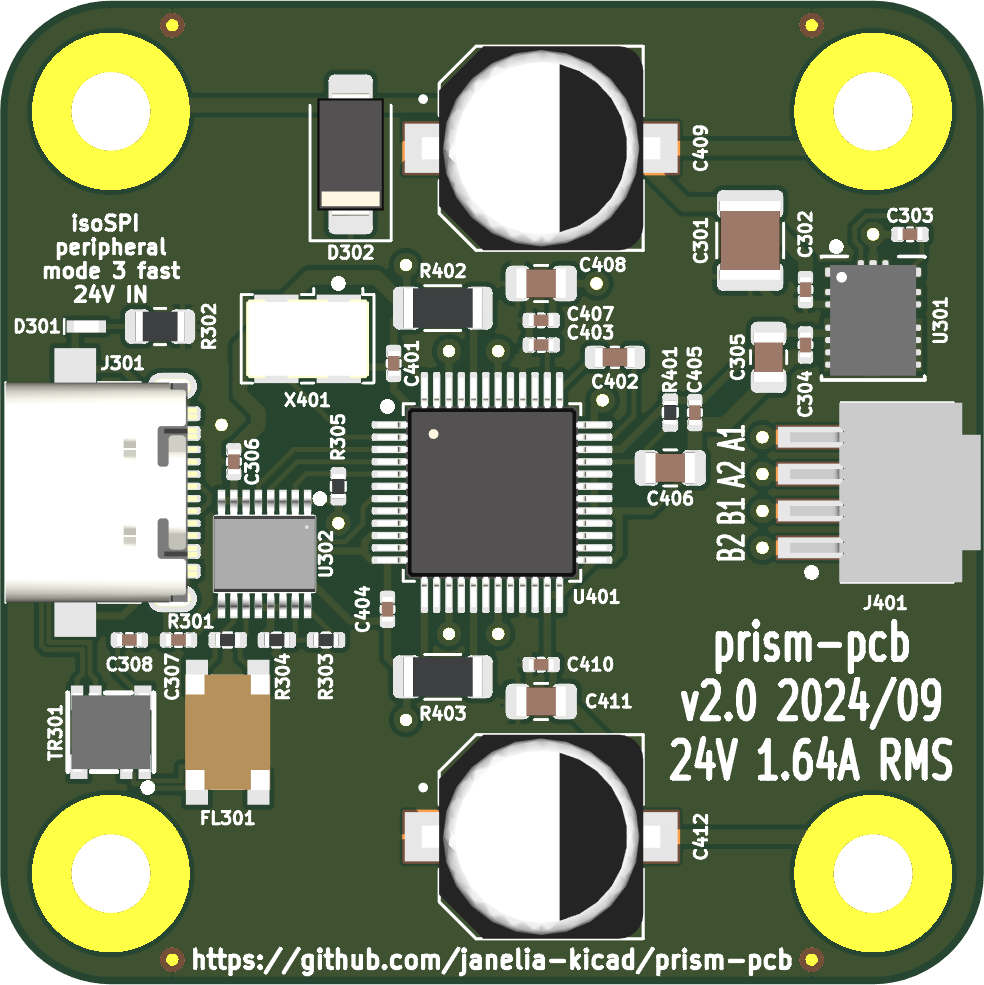 C409
D302
C301
C302
C303
isoSPI
peripheral
mode 3 fast
24V IN
R402
C408
D301
R302
C407
C403
U301
J301
C401
C402
R401
C405
C305
C304
X401
R305
C306
A1
A2
B1
B2
C406
U302
C404
U401
J401
R301
C308
C307
R304
R303
C410
C411
R403
prism-pcb
v2.0 2024/09
24V 1.64A RMS
TR301
FL301
C412
https://github.com/janelia-kicad/prism-pcb